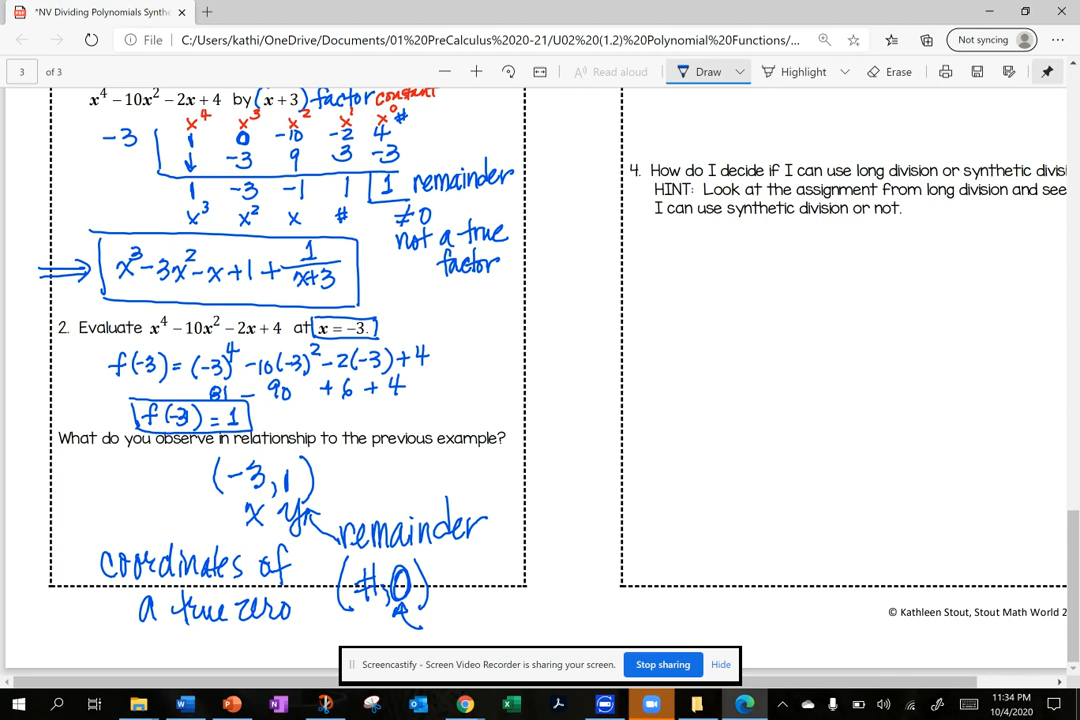 *NV Dividing Polynomials Synthe
File C:/Users/kathi/OneDrive/Documents/01%20PreCalculus%2020-21/U02%20(1.2)%20Polynomial%20Functions/...
Not syncing
3 of 3
Read aloud Draw Highlight Erase
x⁴ − 10x² − 2x + 4 by (x + 3) factor constant
x⁴ x³ x² x¹ x⁰ #
-3 1 0 -10 -2 4
↓ -3 9 3 -3
1 -3 -1 1 1 remainder
x³ x² x # ≠0
not a true
factor
⇒ x³ - 3x² - x + 1 + 1/(x+3)
2. Evaluate x⁴ − 10x² − 2x + 4 at x = −3.
f(-3) = (-3)⁴ - 10(-3)² - 2(-3) + 4
81 - 90 + 6 + 4
f(-3) = 1
What do you observe in relationship to the previous example?
(-3, 1)
x y
remainder
coordinates of
a true zero
(#, 0)
4. How do I decide if I can use long division or synthetic divisi
HINT: Look at the assignment from long division and see
I can use synthetic division or not.
© Kathleen Stout, Stout Math World 2
Screencastify - Screen Video Recorder is sharing your screen. Stop sharing Hide
11:34 PM
10/4/2020